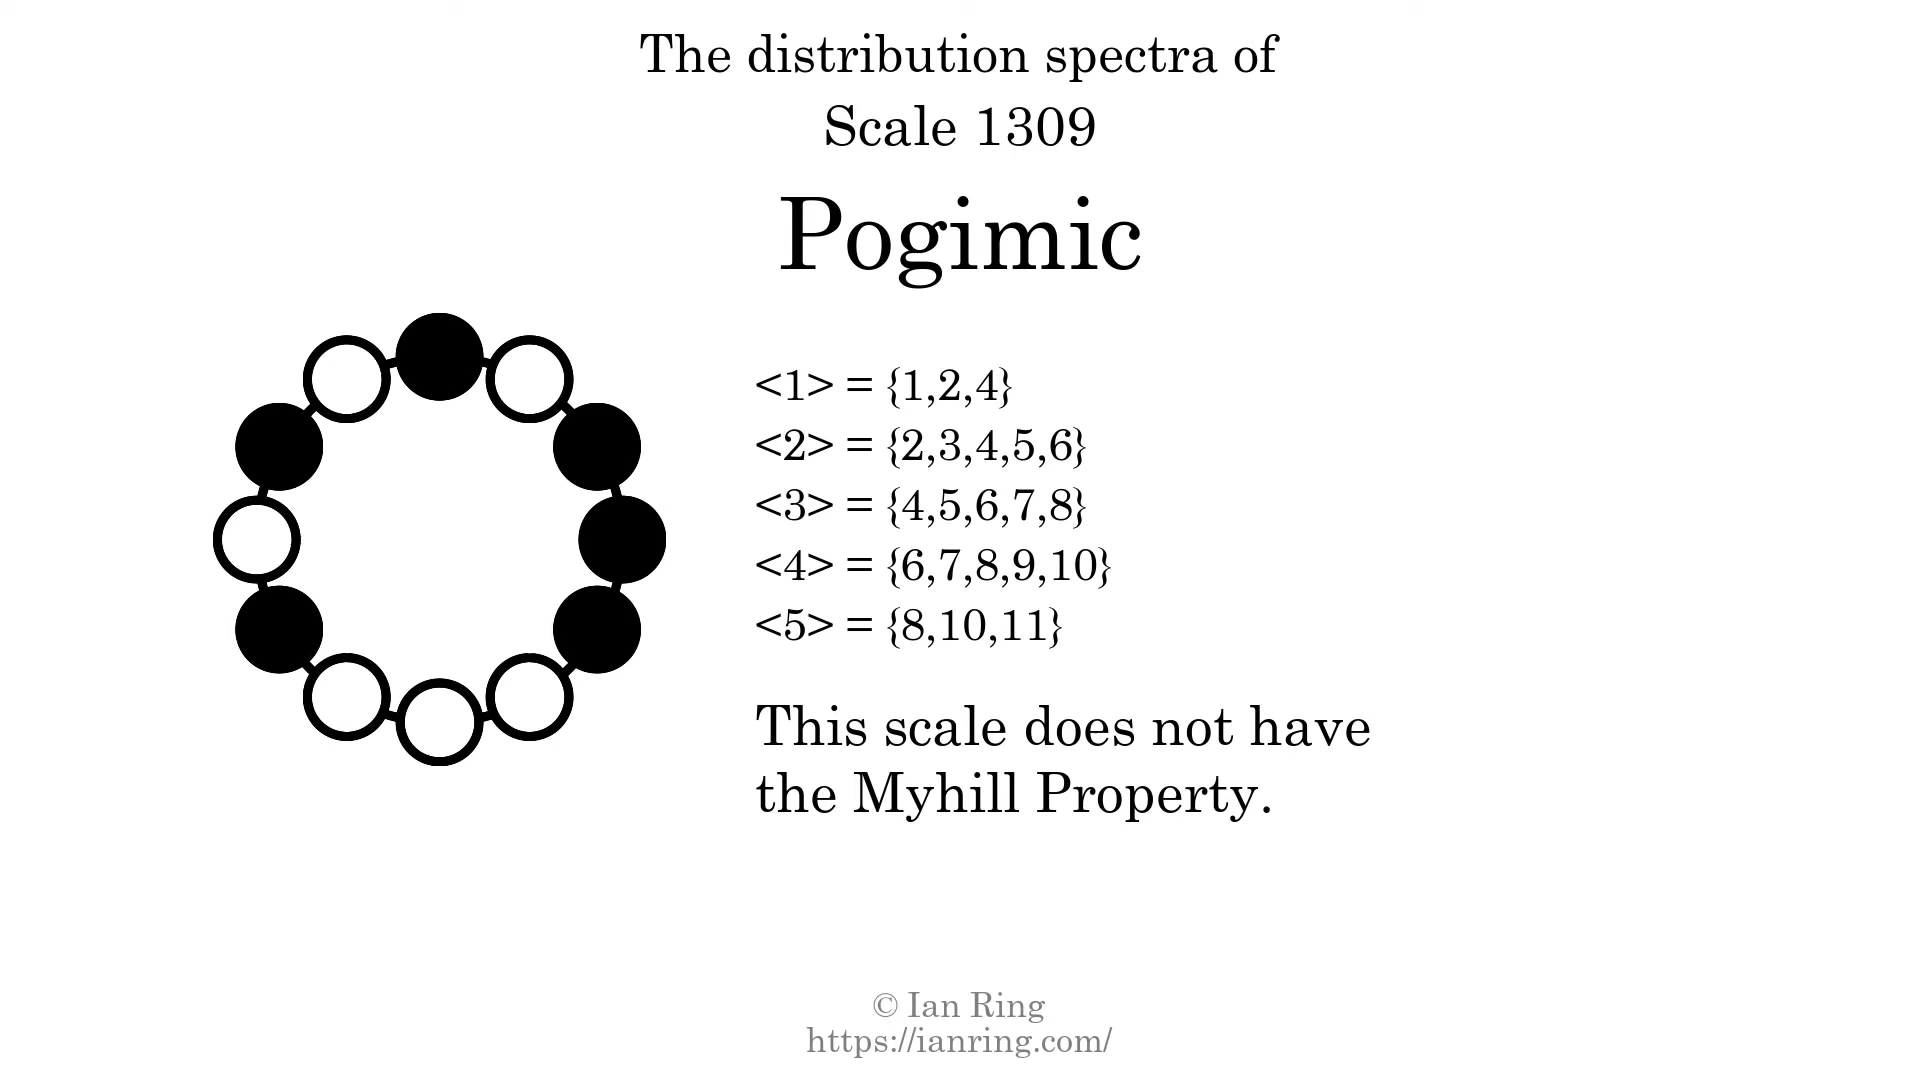 The distribution spectra of
Scale 1309
Pogimic
<1> = {1,2,4}
<2> = {2,3,4,5,6}
<3> = {4,5,6,7,8}
<4> = {6,7,8,9,10}
<5> = {8,10,11}
This scale does not have
the Myhill Property.
© Ian Ring
https://ianring.com/